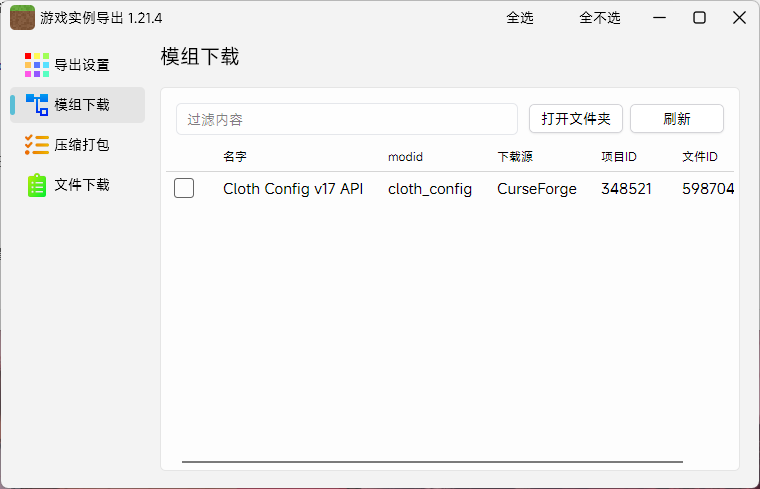 游戏实例导出 1.21.4 全选 全不选
导出设置
模组下载
压缩打包
文件下载
模组下载
过滤内容 打开文件夹 刷新
名字 modid 下载源 项目ID 文件ID
Cloth Config v17 API cloth_config CurseForge 348521 598704